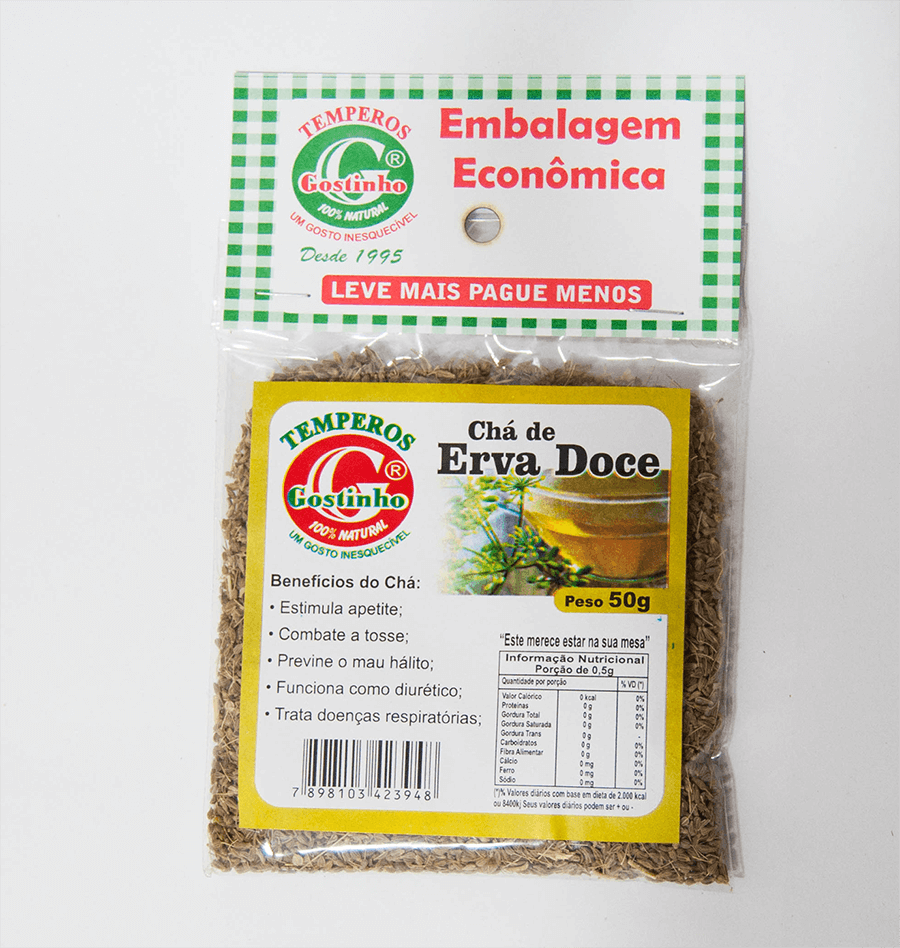 TEMPEROS
G ®
Gostinho
100% NATURAL
UM GOSTO INESQUECÍVEL
Desde 1995
Embalagem
Econômica
LEVE MAIS PAGUE MENOS
TEMPEROS
G ®
Gostinho
100% NATURAL
UM GOSTO INESQUECÍVEL
Chá de
Erva Doce
Peso 50g
Benefícios do Chá:
• Estimula apetite;
• Combate a tosse;
• Previne o mau hálito;
• Funciona como diurético;
• Trata doenças respiratórias;
7 898103 423948
“Este merece estar na sua mesa”
Informação Nutricional
Porção de 0,5g
Quantidade por porção % VD (*)
Valor Calórico 0 kcal 0%
Proteínas 0 g 0%
Gordura Total 0 g 0%
Gordura Saturada 0 g 0%
Gordura Trans 0 g -
Carboidratos 0 g 0%
Fibra Alimentar 0 g 0%
Cálcio 0 mg 0%
Ferro 0 mg 0%
Sódio 0 mg 0%
(*)% Valores diários com base em dieta de 2.000 kcal
ou 8400kj Seus valores diários podem ser + ou -